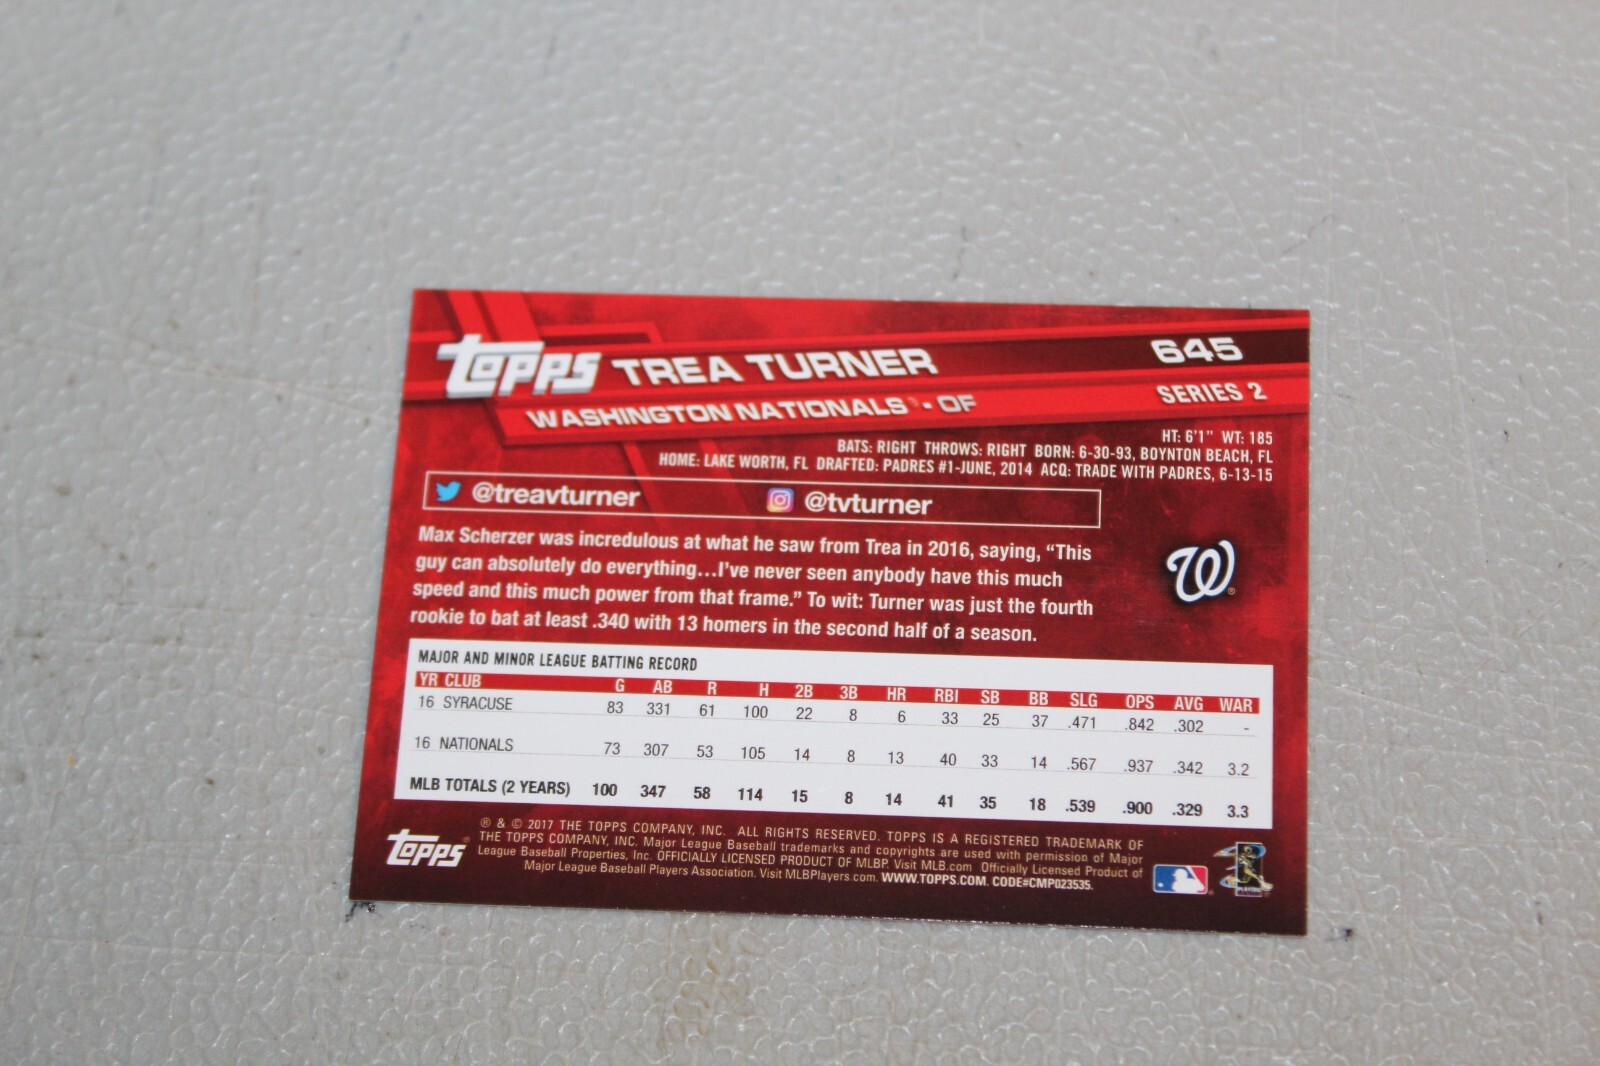 TOPPS TREA TURNER 645
WASHINGTON NATIONALS® - OF SERIES 2
HT: 6'1" WT: 185
BATS: RIGHT THROWS: RIGHT BORN: 6-30-93, BOYNTON BEACH, FL
HOME: LAKE WORTH, FL DRAFTED: PADRES #1-JUNE, 2014 ACQ: TRADE WITH PADRES, 6-13-15
@treavturner @tvturner
Max Scherzer was incredulous at what he saw from Trea in 2016, saying, “This
guy can absolutely do everything…I’ve never seen anybody have this much
speed and this much power from that frame.” To wit: Turner was just the fourth
rookie to bat at least .340 with 13 homers in the second half of a season.
W®
MAJOR AND MINOR LEAGUE BATTING RECORD
YR CLUB G AB R H 2B 3B HR RBI SB BB SLG OPS AVG WAR
16 SYRACUSE 83 331 61 100 22 8 6 33 25 37 .471 .842 .302 -
16 NATIONALS 73 307 53 105 14 8 13 40 33 14 .567 .937 .342 3.2
MLB TOTALS (2 YEARS) 100 347 58 114 15 8 14 41 35 18 .539 .900 .329 3.3
TOPPS®
® & © 2017 THE TOPPS COMPANY, INC. ALL RIGHTS RESERVED. TOPPS IS A REGISTERED TRADEMARK OF
THE TOPPS COMPANY, INC. Major League Baseball trademarks and copyrights are used with permission of Major
League Baseball Properties, Inc. OFFICIALLY LICENSED PRODUCT OF MLBP. Visit MLB.com Officially Licensed Product of
Major League Baseball Players Association. Visit MLBPlayers.com. WWW.TOPPS.COM. CODE#CMP023535.